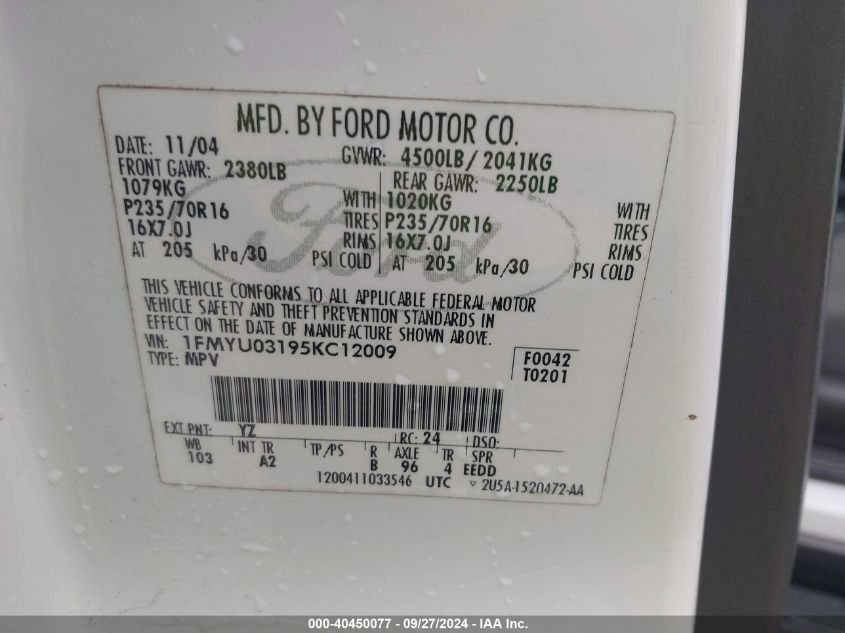 MFD. BY FORD MOTOR CO.
DATE: 11/04 GVWR: 4500LB/ 2041KG
FRONT GAWR: 2380LB REAR GAWR: 2250LB
1079KG WITH 1020KG WITH
P235/70R16 TIRES P235/70R16 TIRES
16X7.0J RIMS 16X7.0J RIMS
AT 205 kPa/30 PSI COLD AT 205 kPa/30 PSI COLD
Ford
THIS VEHICLE CONFORMS TO ALL APPLICABLE FEDERAL MOTOR
VEHICLE SAFETY AND THEFT PREVENTION STANDARDS IN
EFFECT ON THE DATE OF MANUFACTURE SHOWN ABOVE.
VIN: 1FMYU03195KC12009
TYPE: MPV
F0042
T0201
EXT PNT: YZ RC: 24 DSO:
WB INT TR TP/PS R AXLE TR SPR
103 A2 B 96 4 EEDD
1200411033546 UTC ▿ 2U5A-1520472-AA
000-40450077 - 09/27/2024 - IAA Inc.